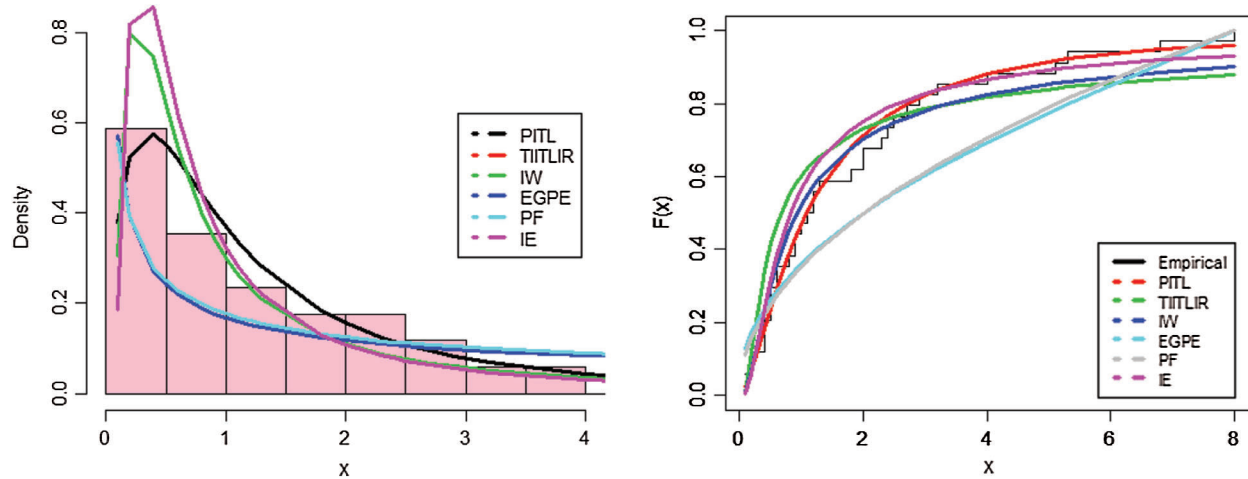 Density
0.0
0.2
0.4
0.6
0.8
0
1
2
3
4
x
PITL
TIITLIR
IW
EGPE
PF
IE
F(x)
0.0
0.2
0.4
0.6
0.8
1.0
0
2
4
6
8
x
Empirical
PITL
TIITLIR
IW
EGPE
PF
IE